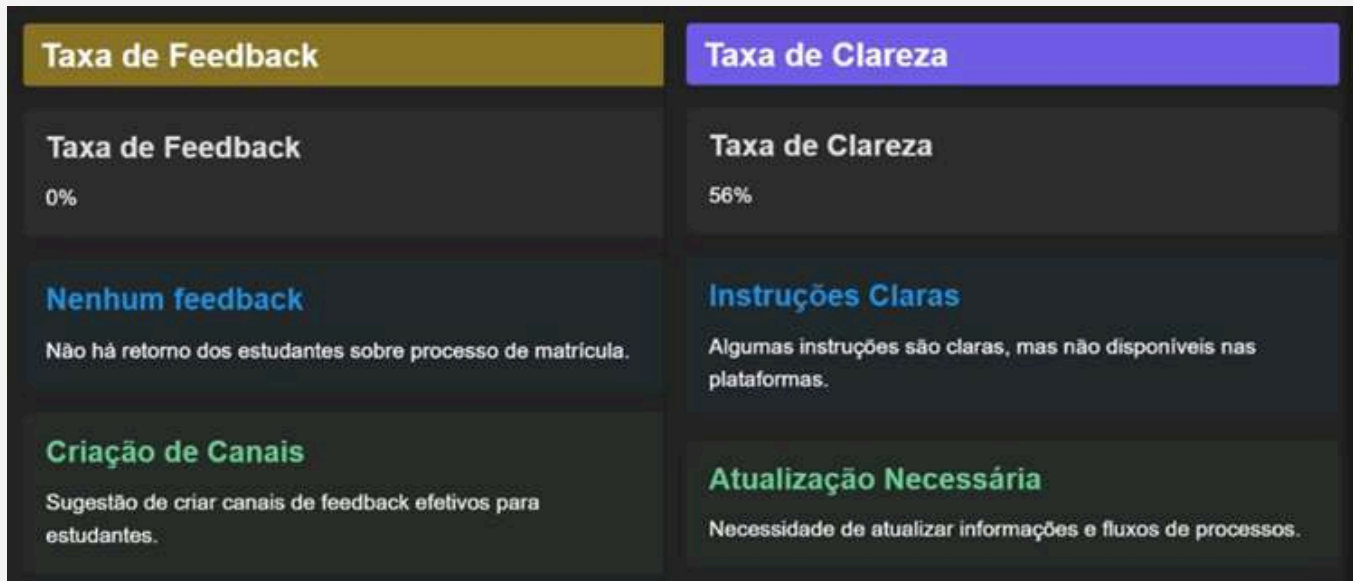 Taxa de Feedback
Taxa de Feedback
0%
Nenhum feedback
Não há retorno dos estudantes sobre processo de matrícula.
Criação de Canais
Sugestão de criar canais de feedback efetivos para
estudantes.
Taxa de Clareza
Taxa de Clareza
56%
Instruções Claras
Algumas instruções são claras, mas não disponíveis nas
plataformas.
Atualização Necessária
Necessidade de atualizar informações e fluxos de processos.